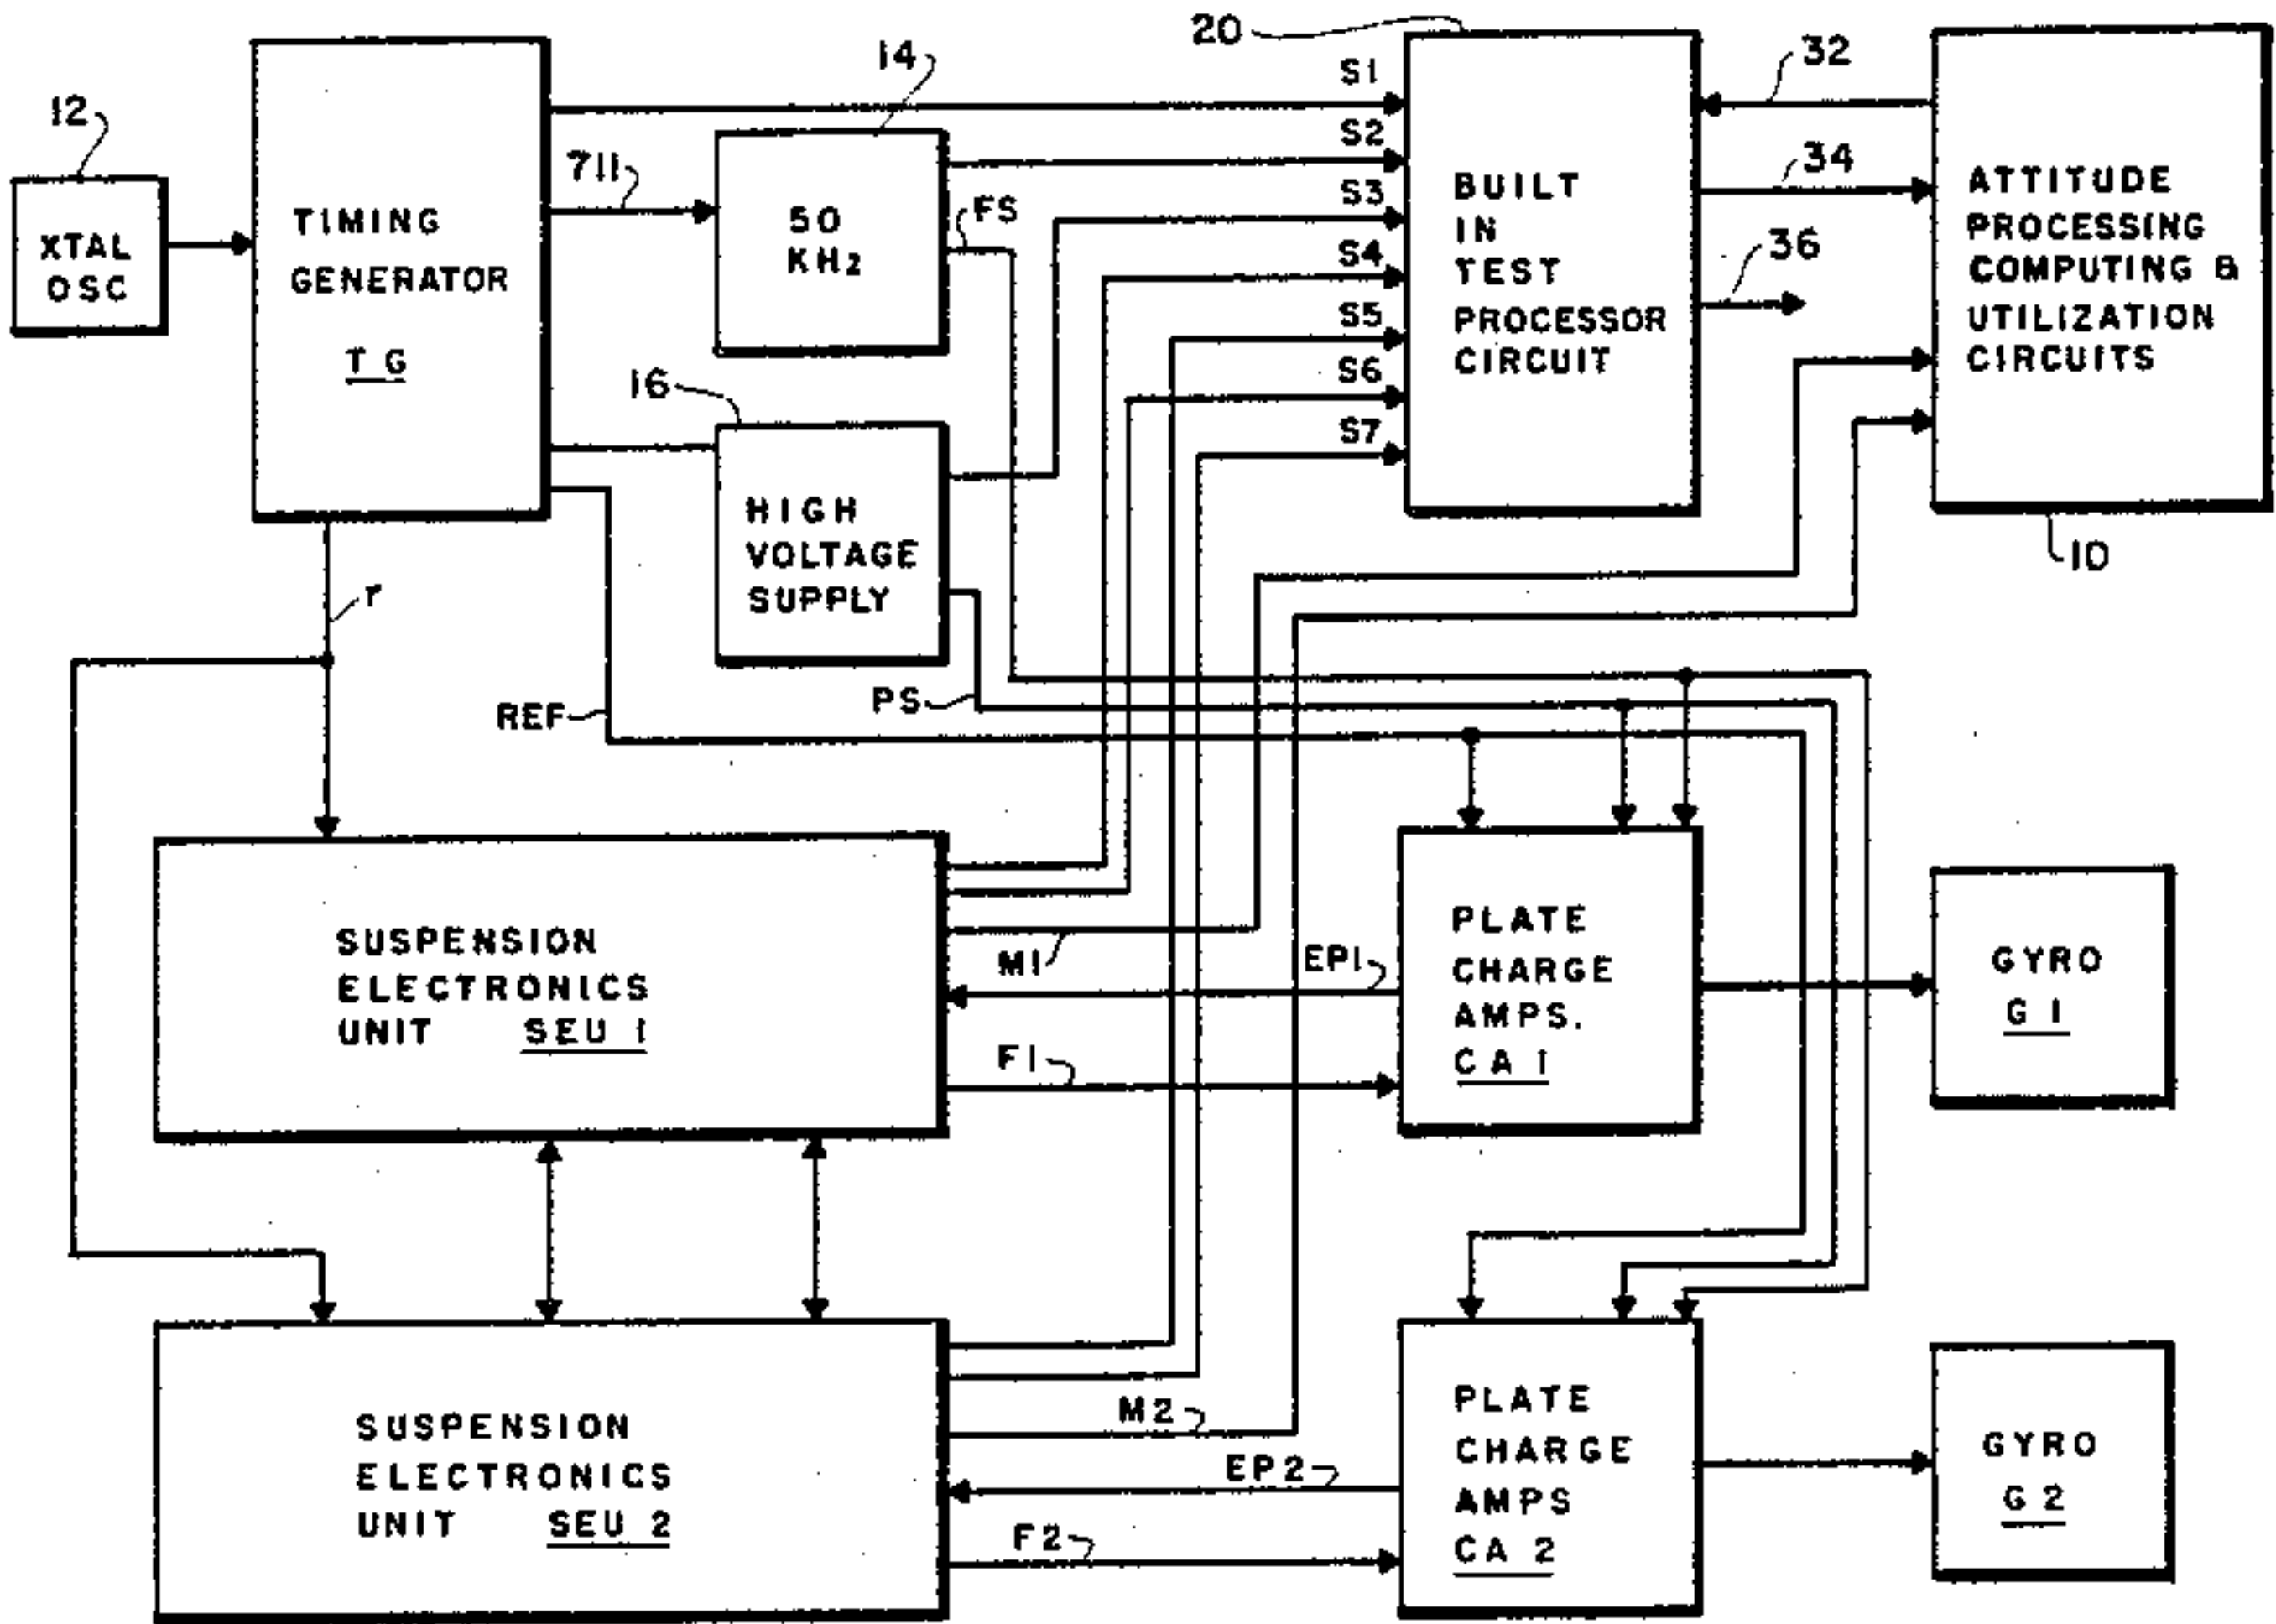 12
XTAL
OSC
TIMING
GENERATOR
T G
711
14
50
KHz
FS
16
HIGH
VOLTAGE
SUPPLY
PS
REF
r
20
S1
S2
S3
S4
S5
S6
S7
BUILT
IN
TEST
PROCESSOR
CIRCUIT
32
34
36
ATTITUDE
PROCESSING
COMPUTING &
UTILIZATION
CIRCUITS
10
SUSPENSION
ELECTRONICS
UNIT SEU 1
M1
EP1
F1
PLATE
CHARGE
AMPS.
CA 1
GYRO
G 1
SUSPENSION
ELECTRONICS
UNIT SEU 2
M2
EP2
F2
PLATE
CHARGE
AMPS
CA 2
GYRO
G 2